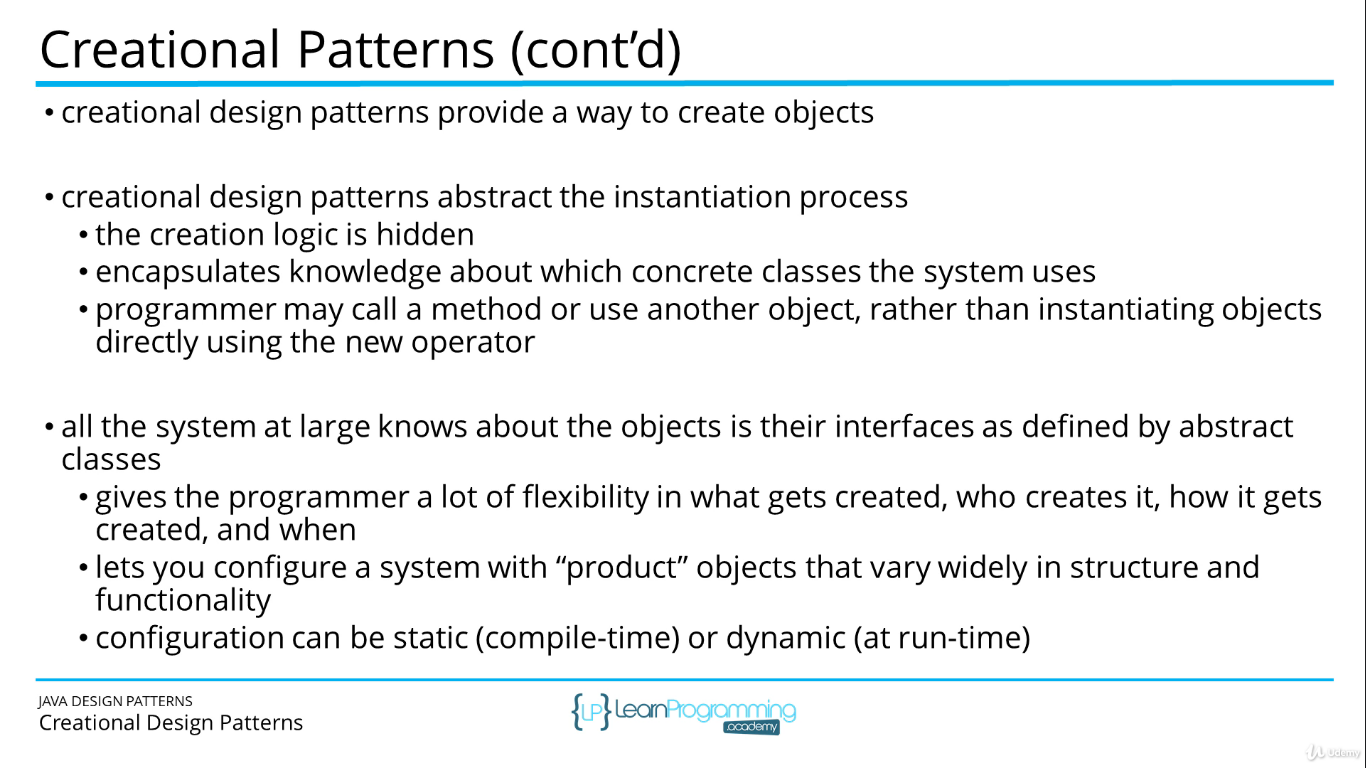 Creational Patterns (cont’d)
• creational design patterns provide a way to create objects
• creational design patterns abstract the instantiation process
• the creation logic is hidden
• encapsulates knowledge about which concrete classes the system uses
• programmer may call a method or use another object, rather than instantiating objects
directly using the new operator
• all the system at large knows about the objects is their interfaces as defined by abstract
classes
• gives the programmer a lot of flexibility in what gets created, who creates it, how it gets
created, and when
• lets you configure a system with “product” objects that vary widely in structure and
functionality
• configuration can be static (compile-time) or dynamic (at run-time)
JAVA DESIGN PATTERNS
Creational Design Patterns
{LP} LearnProgramming
.academy
Udemy